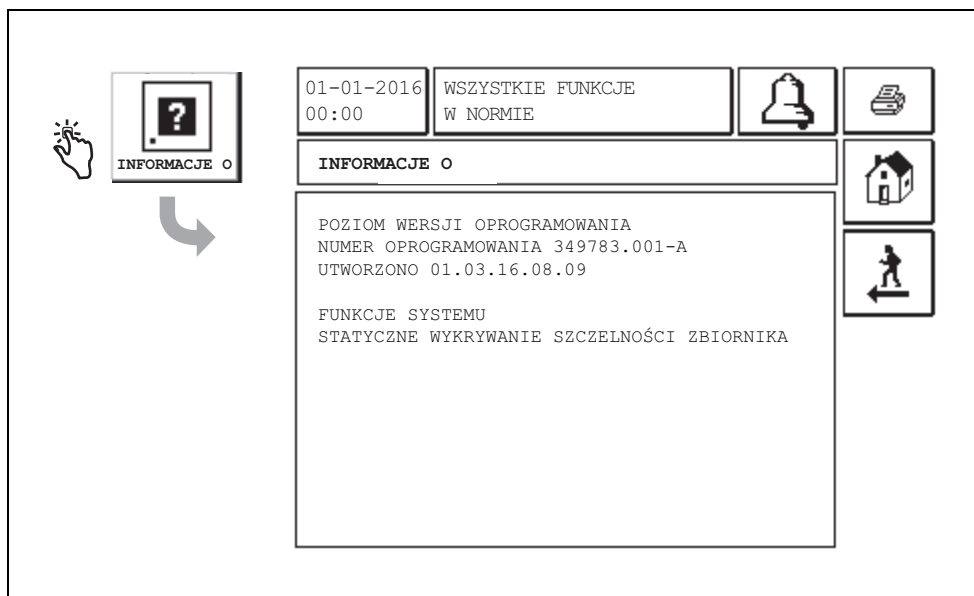 INFORMACJE O
01-01-2016
00:00
WSZYSTKIE FUNKCJE
W NORMIE
INFORMACJE O
POZIOM WERSJI OPROGRAMOWANIA
NUMER OPROGRAMOWANIA 349783.001-A
UTWORZONO 01.03.16.08.09
FUNKCJE SYSTEMU
STATYCZNE WYKRYWANIE SZCZELNOŚCI ZBIORNIKA